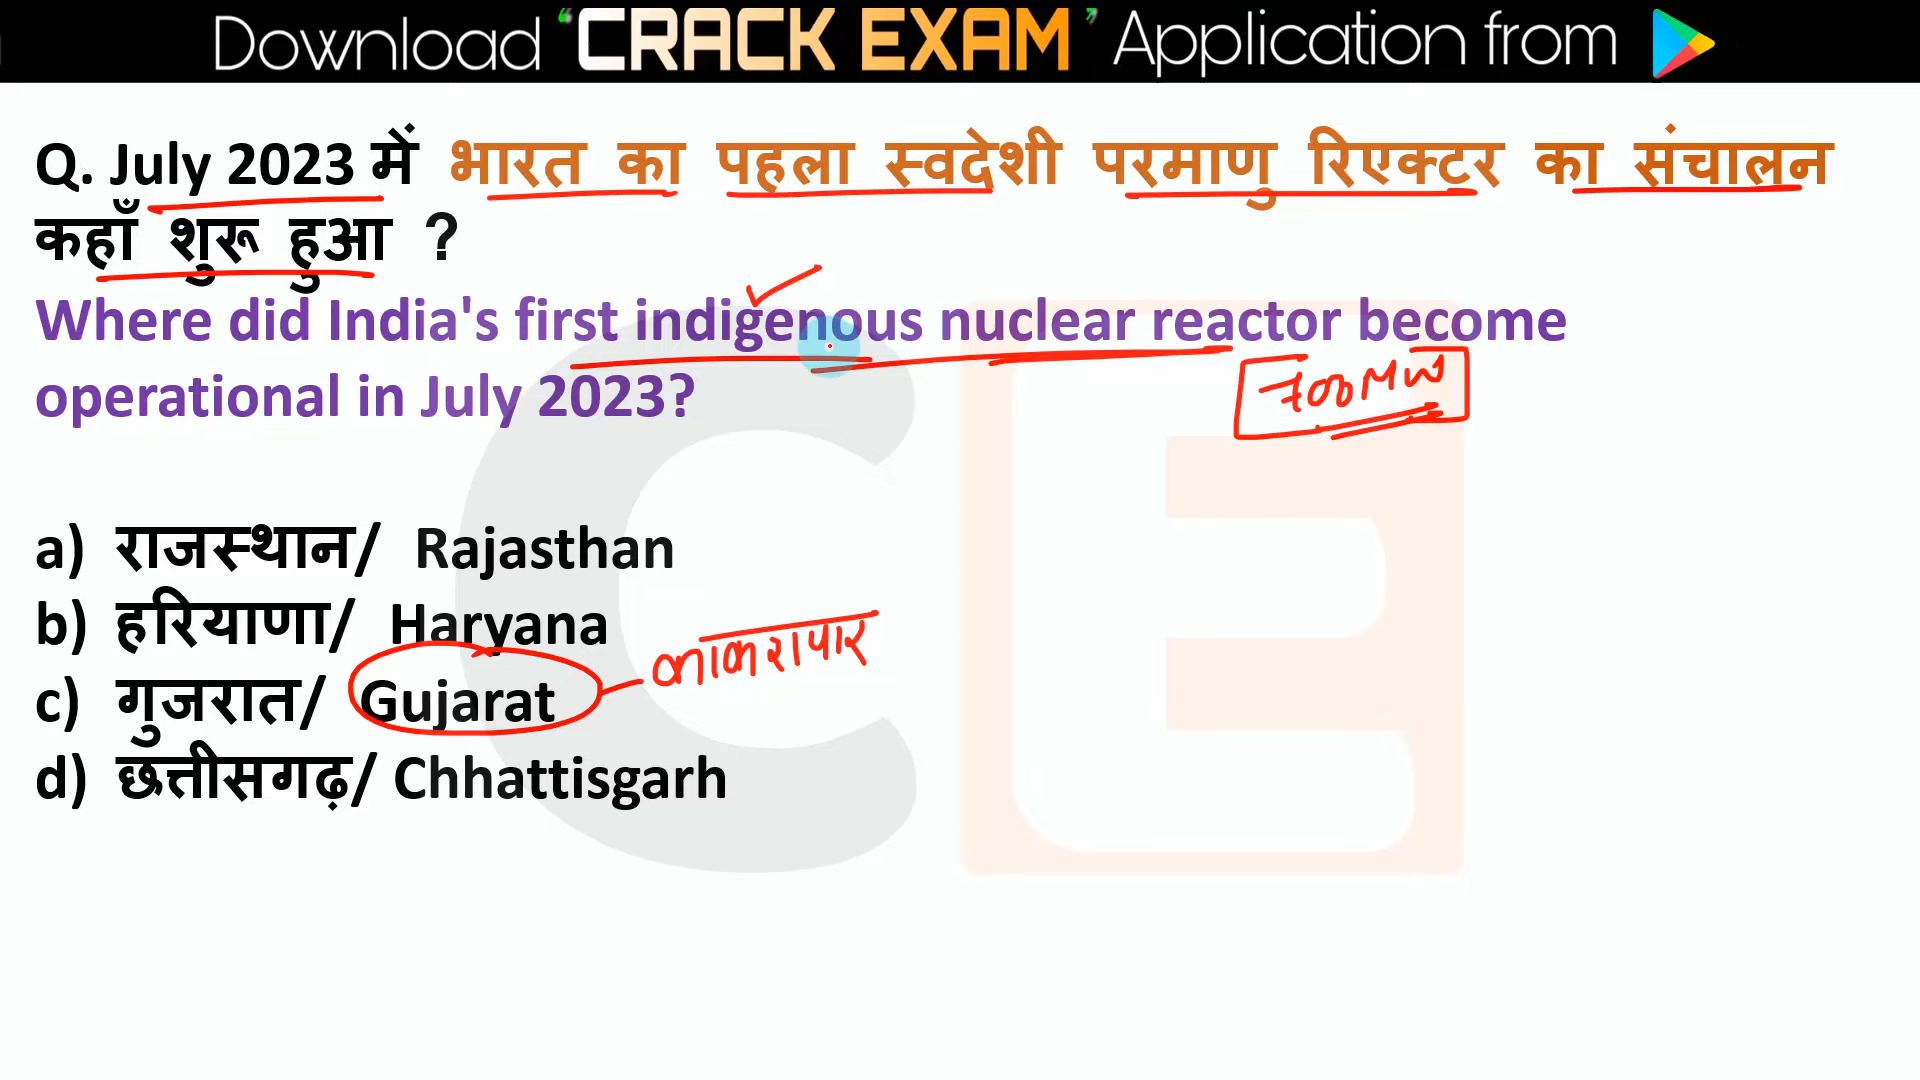 Download ‘CRACK EXAM’ Application from
Q. July 2023 में भारत का पहला स्वदेशी परमाणु रिएक्टर का संचालन
कहाँ शुरू हुआ ?
Where did India's first indigenous nuclear reactor become
operational in July 2023?
700MW
a) राजस्थान/ Rajasthan
b) हरियाणा/ Haryana
काकरापार
c) गुजरात/ Gujarat
d) छत्तीसगढ़/ Chhattisgarh
CE